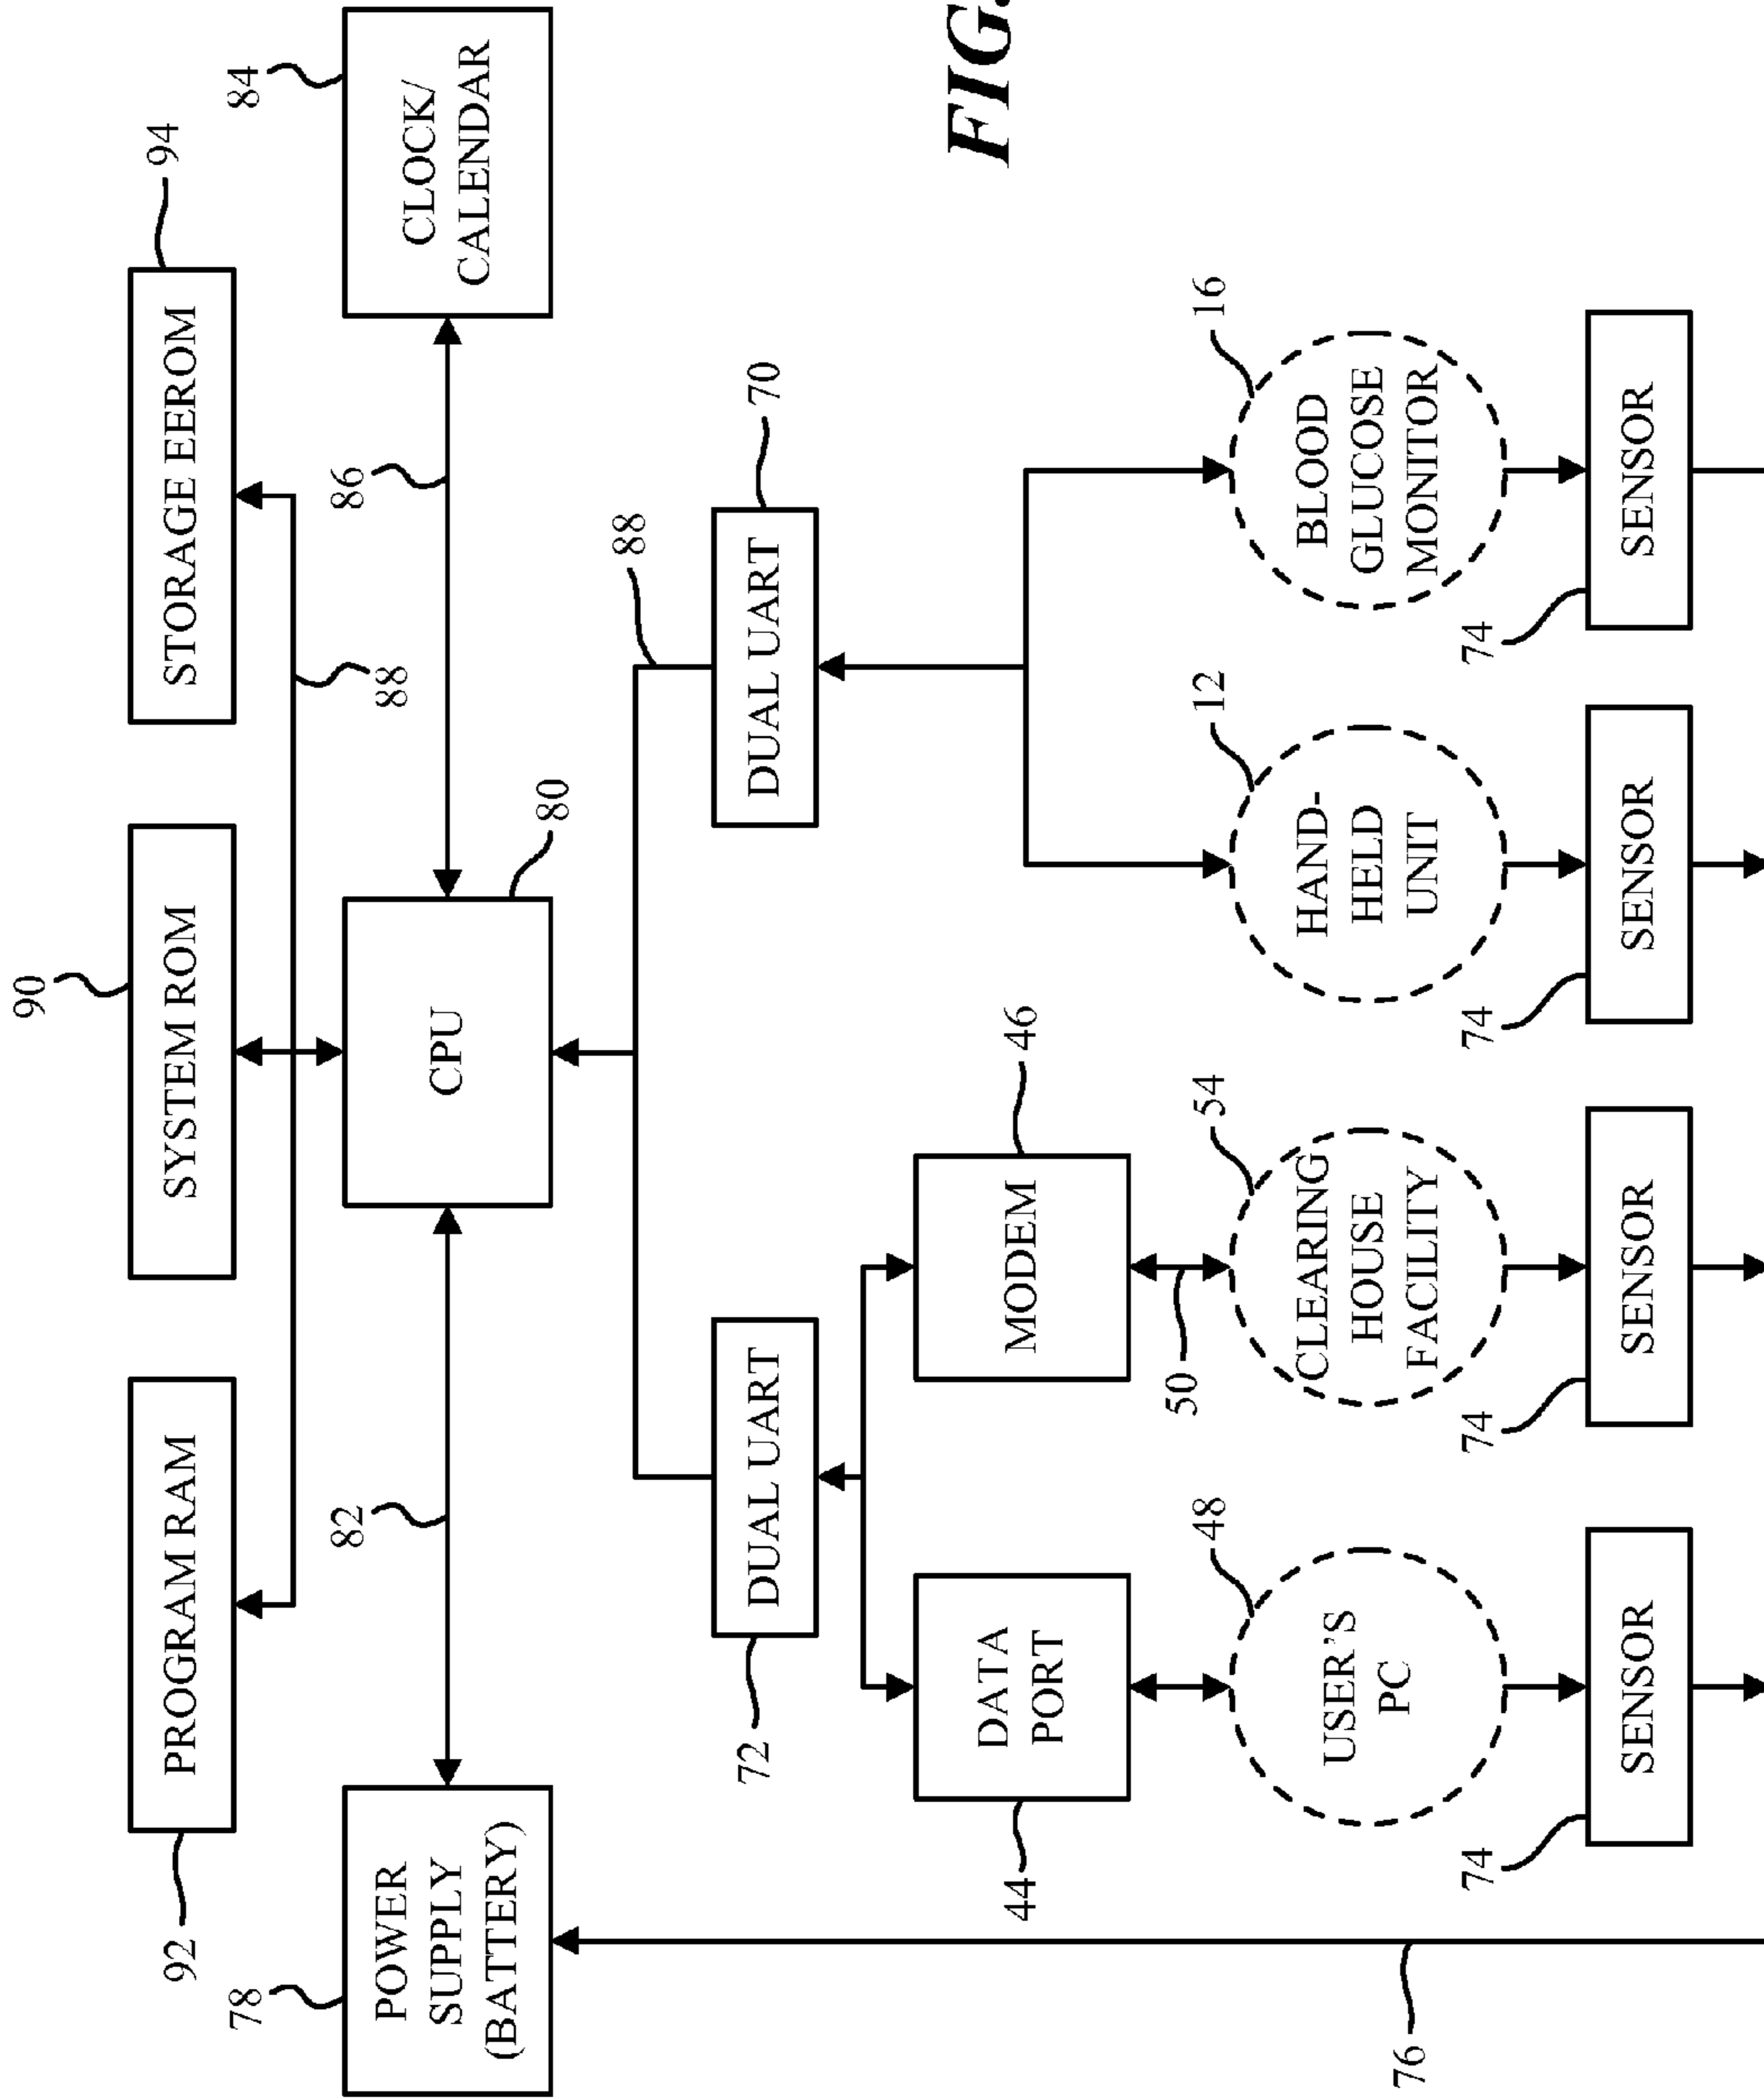 90
92
PROGRAM RAM
SYSTEM ROM
STORAGE EEROM
94
88
78
POWER
SUPPLY
(BATTERY)
82
CPU
80
86
84
CLOCK/
CALENDAR
88
72
DUAL UART
DUAL UART
70
44
DATA
PORT
MODEM
46
50
FIG.
48
USER'S
PC
54
CLEARING
HOUSE
FACILITY
12
HAND-
HELD
UNIT
16
BLOOD
GLUCOSE
MONITOR
76
74
SENSOR
74
SENSOR
74
SENSOR
74
SENSOR